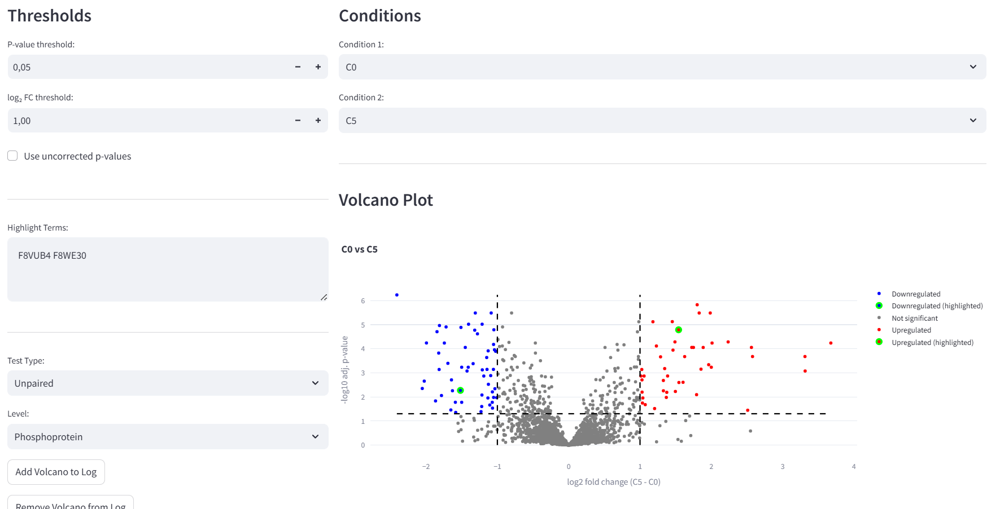 Thresholds
P-value threshold:
0,05
log₂ FC threshold:
1,00
Use uncorrected p-values
Highlight Terms:
F8VUB4 F8WE30
Test Type:
Unpaired
Level:
Phosphoprotein
Add Volcano to Log
Remove Volcano from Log
Conditions
Condition 1:
C0
Condition 2:
C5
Volcano Plot
C0 vs C5
-log10 adj. p-value
6
5
4
3
2
1
0
−2
−1
0
1
2
3
4
log2 fold change (C5 - C0)
Downregulated
Downregulated (highlighted)
Not significant
Upregulated
Upregulated (highlighted)